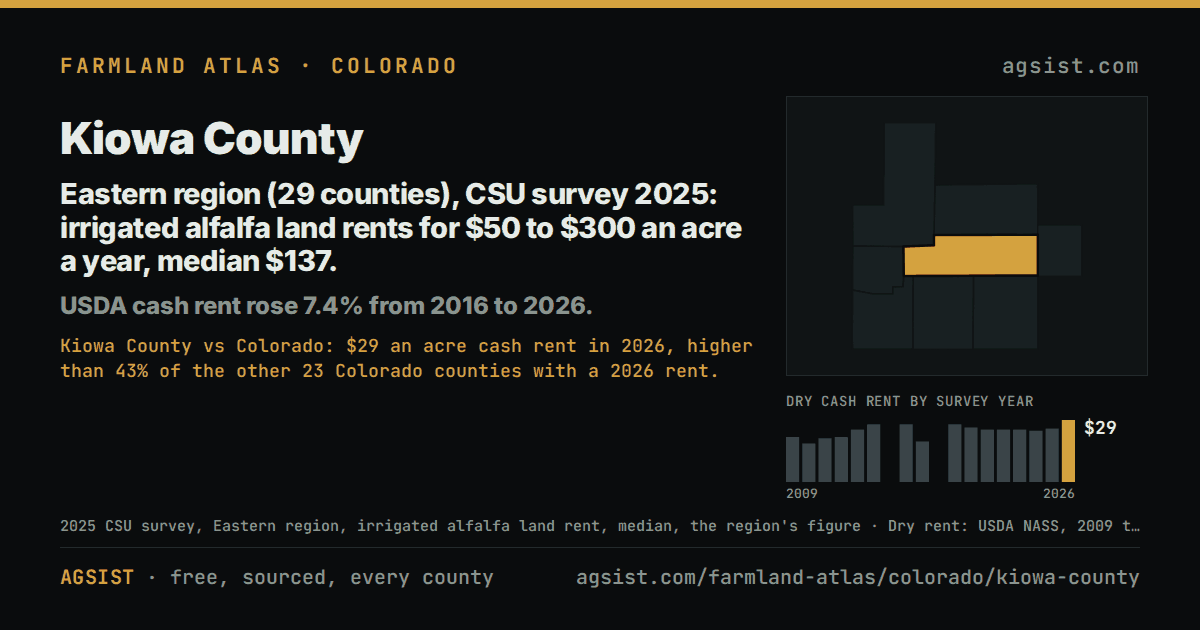 FARMLAND ATLAS · COLORADO
agsist.com
Kiowa County
Eastern region (29 counties), CSU survey 2025:
irrigated alfalfa land rents for $50 to $300 an acre
a year, median $137.
USDA cash rent rose 7.4% from 2016 to 2026.
Kiowa County vs Colorado: $29 an acre cash rent in 2026, higher
than 43% of the other 23 Colorado counties with a 2026 rent.
DRY CASH RENT BY SURVEY YEAR
$29
2009
2026
2025 CSU survey, Eastern region, irrigated alfalfa land rent, median, the region's figure · Dry rent: USDA NASS, 2009 t…
AGSIST · free, sourced, every county
agsist.com/farmland-atlas/colorado/kiowa-county